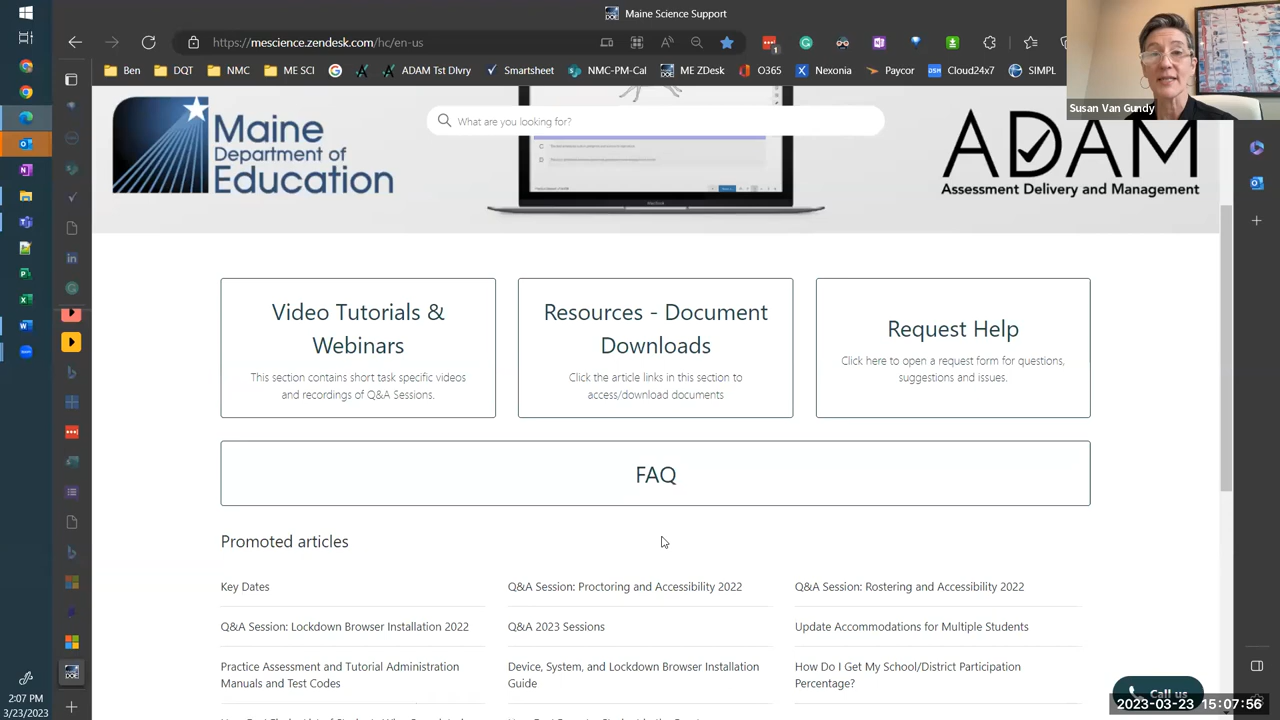 Maine Science Support
https://mescience.zendesk.com/hc/en-us
Ben
DQT
NMC
ME SCI
ADAM Tst Dlvry
Smartsheet
NMC-PM-Cal
ME ZDesk
O365
Nexonia
Paycor
Cloud24x7
SIMPL
Susan Van Gundy
Maine
Department of
Education
What are you looking for?
ADAM
Assessment Delivery and Management
Video Tutorials &
Webinars
This section contains short task specific videos
and recordings of Q&A Sessions.
Resources - Document
Downloads
Click the article links in this section to
access/download documents
Request Help
Click here to open a request form for questions,
suggestions and issues.
FAQ
Promoted articles
Key Dates
Q&A Session: Proctoring and Accessibility 2022
Q&A Session: Rostering and Accessibility 2022
Q&A Session: Lockdown Browser Installation 2022
Q&A 2023 Sessions
Update Accommodations for Multiple Students
Practice Assessment and Tutorial Administration
Manuals and Test Codes
Device, System, and Lockdown Browser Installation
Guide
How Do I Get My School/District Participation
Percentage?
Call us
2:07 PM
3/23/2023
2023-03-23 15:07:56